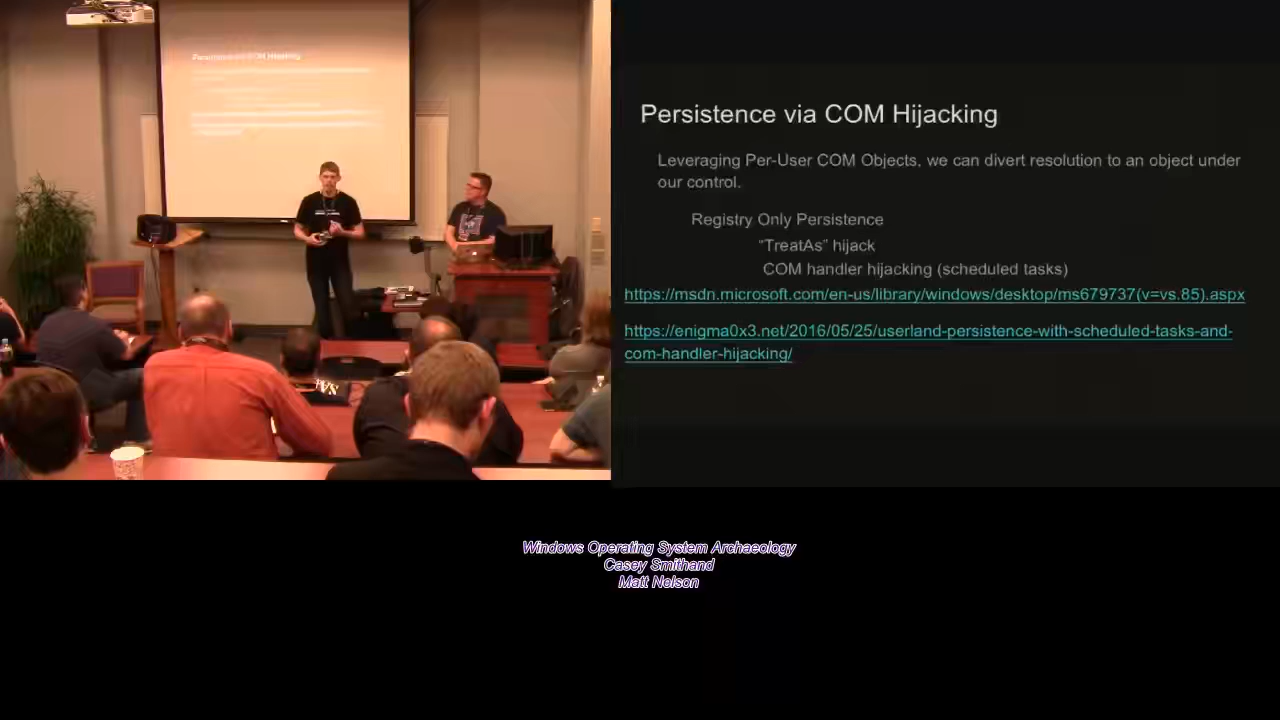 Persistence via COM Hijacking
Leveraging Per-User COM Objects, we can divert resolution to an object under
our control.
Registry Only Persistence
“TreatAs” hijack
COM handler hijacking (scheduled tasks)
https://msdn.microsoft.com/en-us/library/windows/desktop/ms679737(v=vs.85).aspx
https://enigma0x3.net/2016/05/25/userland-persistence-with-scheduled-tasks-and-
com-handler-hijacking/
Windows Operating System Archaeology
Casey Smithand
Matt Nelson